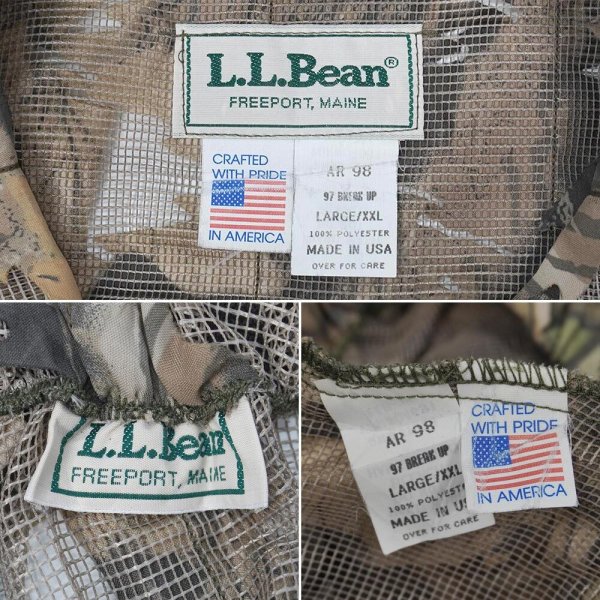 L.L.Bean®
FREEPORT, MAINE
CRAFTED
WITH PRIDE
IN AMERICA
AR 98
97 BREK UP
LARGE/XXL
100% POLYESTER
MADE IN USA
OVER FOR CARE
L.L.Bean
FREEPORT, MAINE
AR 98
97 BREK UP
LARGE/XXL
100% POLYESTER
MADE IN USA
OVER FOR CARE
CRAFTED
WITH PRIDE
IN AMERICA